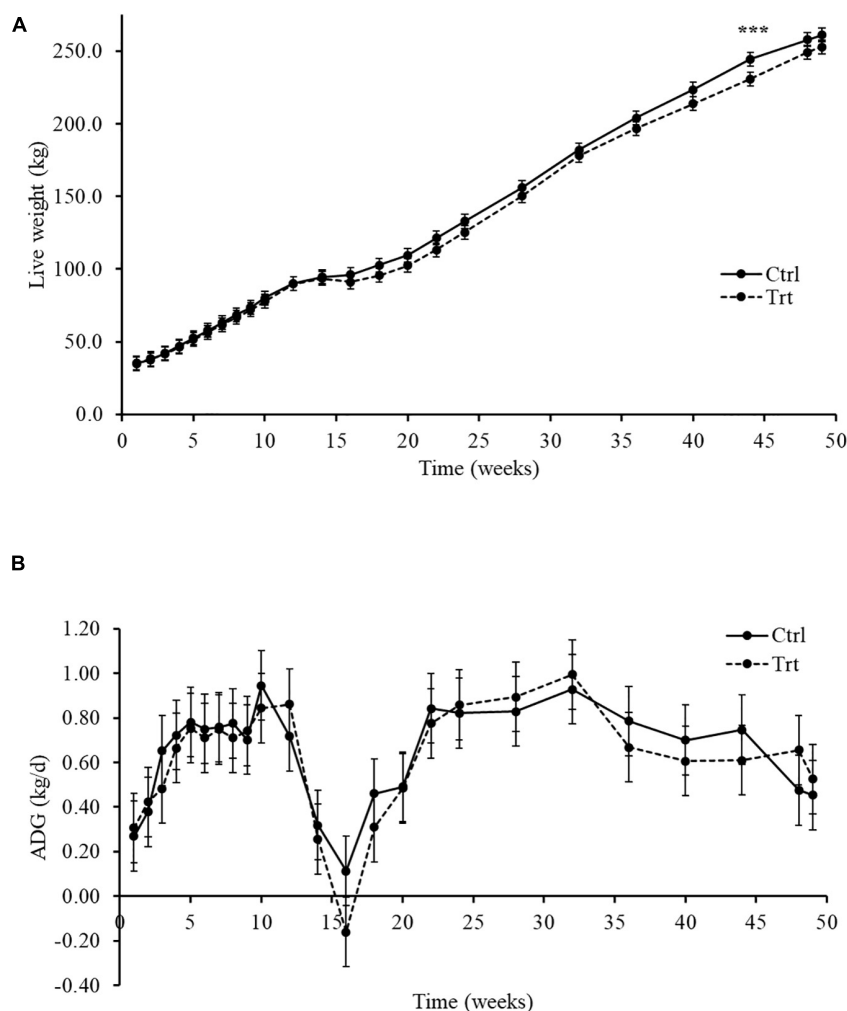 A
***
250.0
200.0
150.0
100.0
50.0
0.0
Live weight (kg)
Ctrl
Trt
0 5 10 15 20 25 30 35 40 45 50
Time (weeks)
B
1.20
1.00
0.80
0.60
0.40
0.20
0.00
-0.20
-0.40
ADG (kg/d)
Ctrl
Trt
0 5 10 15 20 25 30 35 40 45 50
Time (weeks)